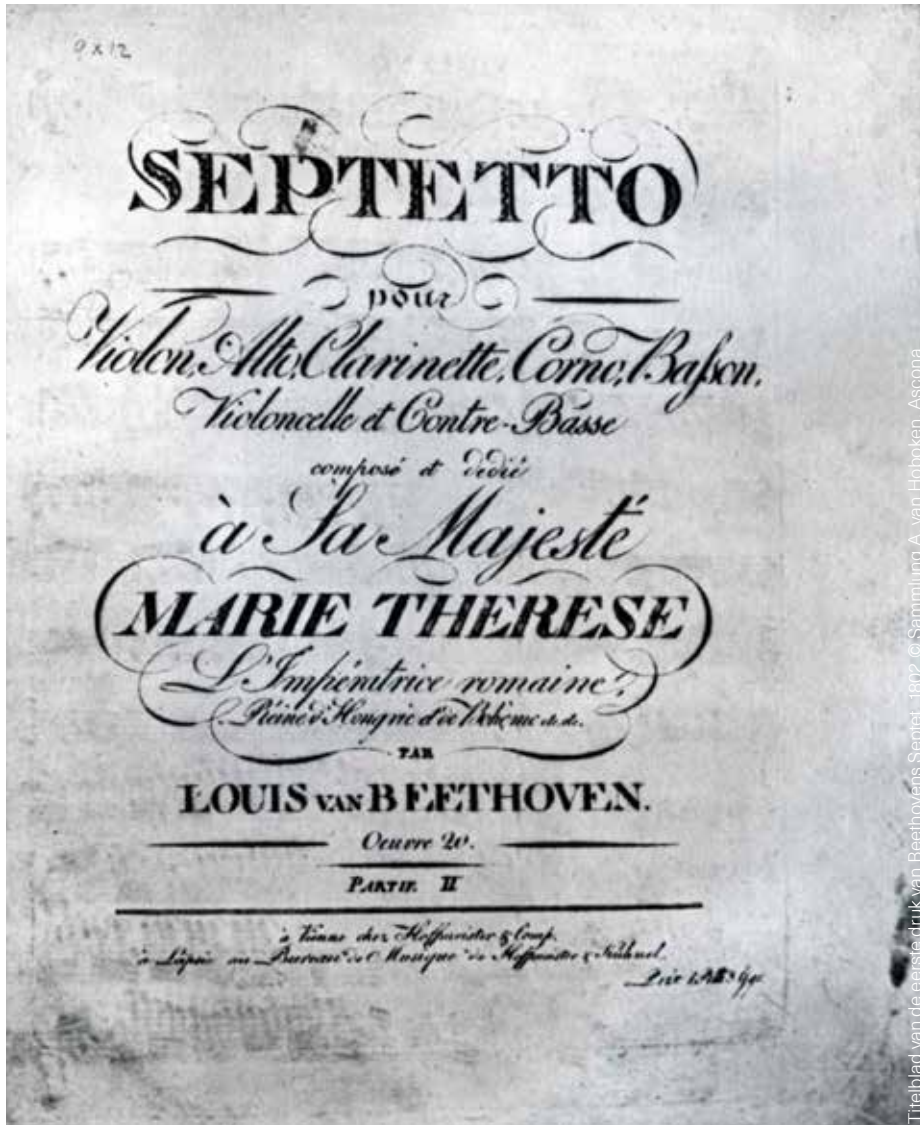 9 x 12
SEPTETTO
pour
Violon, Alto, Clarinette, Corno, Basson,
Violoncelle et Contre-Basse
composé et dedié
à Sa Majesté
MARIE THERESE
L'Impératrice romaine,
Reine d'Hongrie et de Bohème
PAR
LOUIS VAN BEETHOVEN.
Oeuvre 20.
PARTIE II
à Vienne chez Hoffmeister & Comp.
à Leipsic au Bureau de Musique de Hoffmeister & Kühnel.
Titelblad van de eerste druk van Beethovens Septet, 1802 © Sammlung A. van Hoboken, Ascona